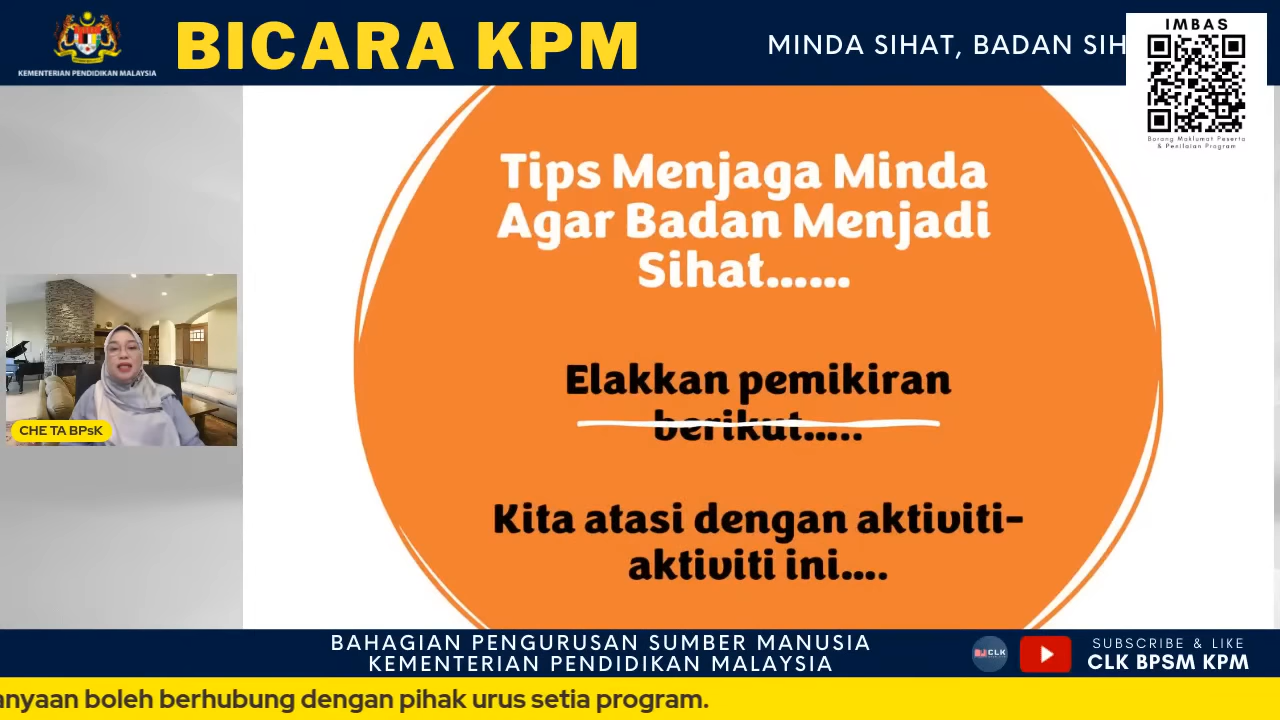 KEMENTERIAN PENDIDIKAN MALAYSIA
BICARA KPM
MINDA SIHAT, BADAN SIH
IMBAS
Borang Maklumat Peserta
& Penilaian Program
Tips Menjaga Minda
Agar Badan Menjadi
Sihat......
Elakkan pemikiran
berikut.....
Kita atasi dengan aktiviti-
aktiviti ini....
CHE TA BPsK
BAHAGIAN PENGURUSAN SUMBER MANUSIA
KEMENTERIAN PENDIDIKAN MALAYSIA
CLK
SUBSCRIBE & LIKE
CLK BPSM KPM
anyaan boleh berhubung dengan pihak urus setia program.